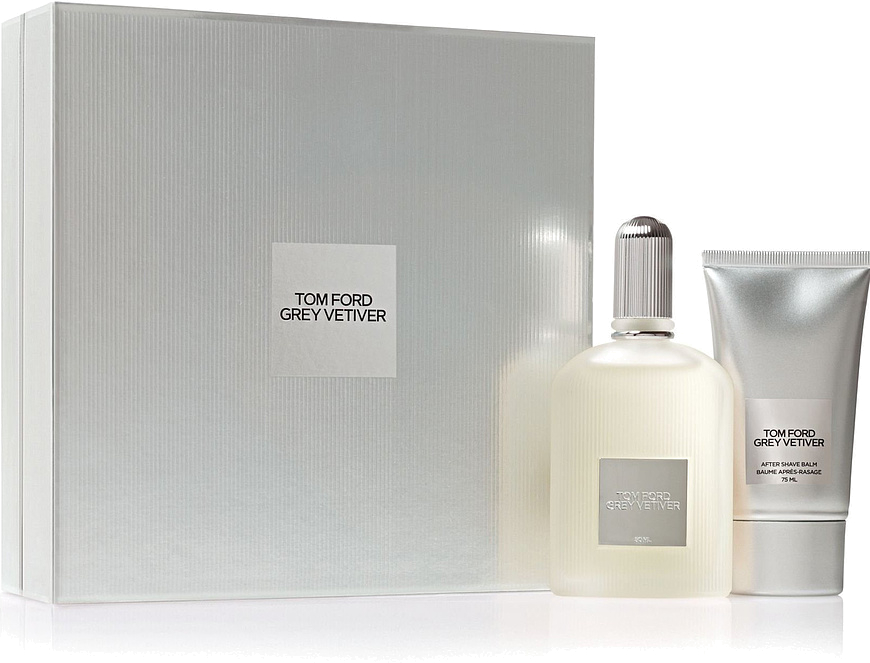 TOM FORD
GREY VETIVER
TOM FORD
GREY VETIVER
TOM FORD
GREY VETIVER
AFTER SHAVE BALM
BAUME APRÈS-RASAGE
75 ML